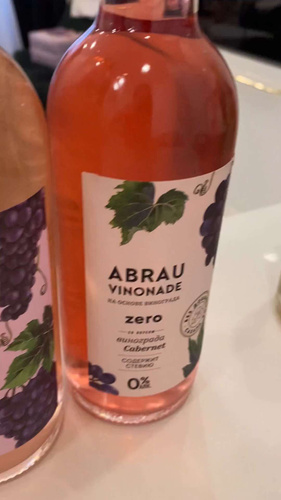 ABRAU
VINONADE
НА ОСНОВЕ ВИНОГРАДА
zero
СО ВКУСОМ
винограда
Cabernet
СОДЕРЖИТ
СТЕВИЮ
0%